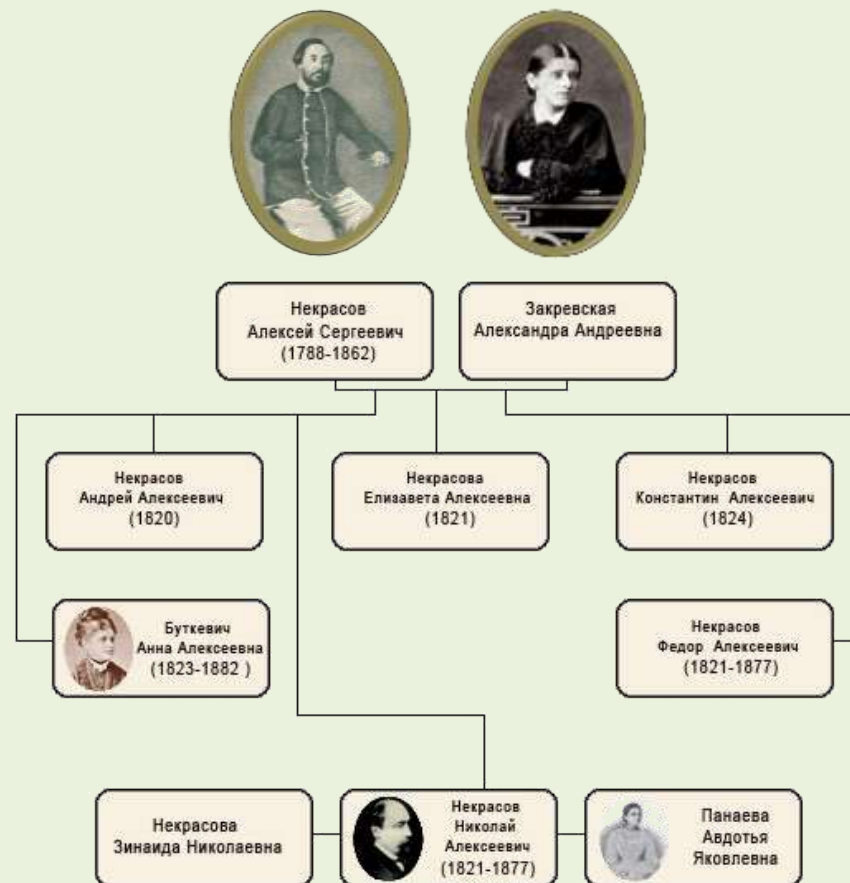 Некрасов
Алексей Сергеевич
(1788-1862)
Закревская
Александра Андреевна
Некрасов
Андрей Алексеевич
(1820)
Некрасова
Елизавета Алексеевна
(1821)
Некрасов
Константин Алексеевич
(1824)
Буткевич
Анна Алексеевна
(1823-1882 )
Некрасов
Федор Алексеевич
(1821-1877)
Некрасова
Зинаида Николаевна
Некрасов
Николай
Алексеевич
(1821-1877)
Панаева
Авдотья
Яковлевна